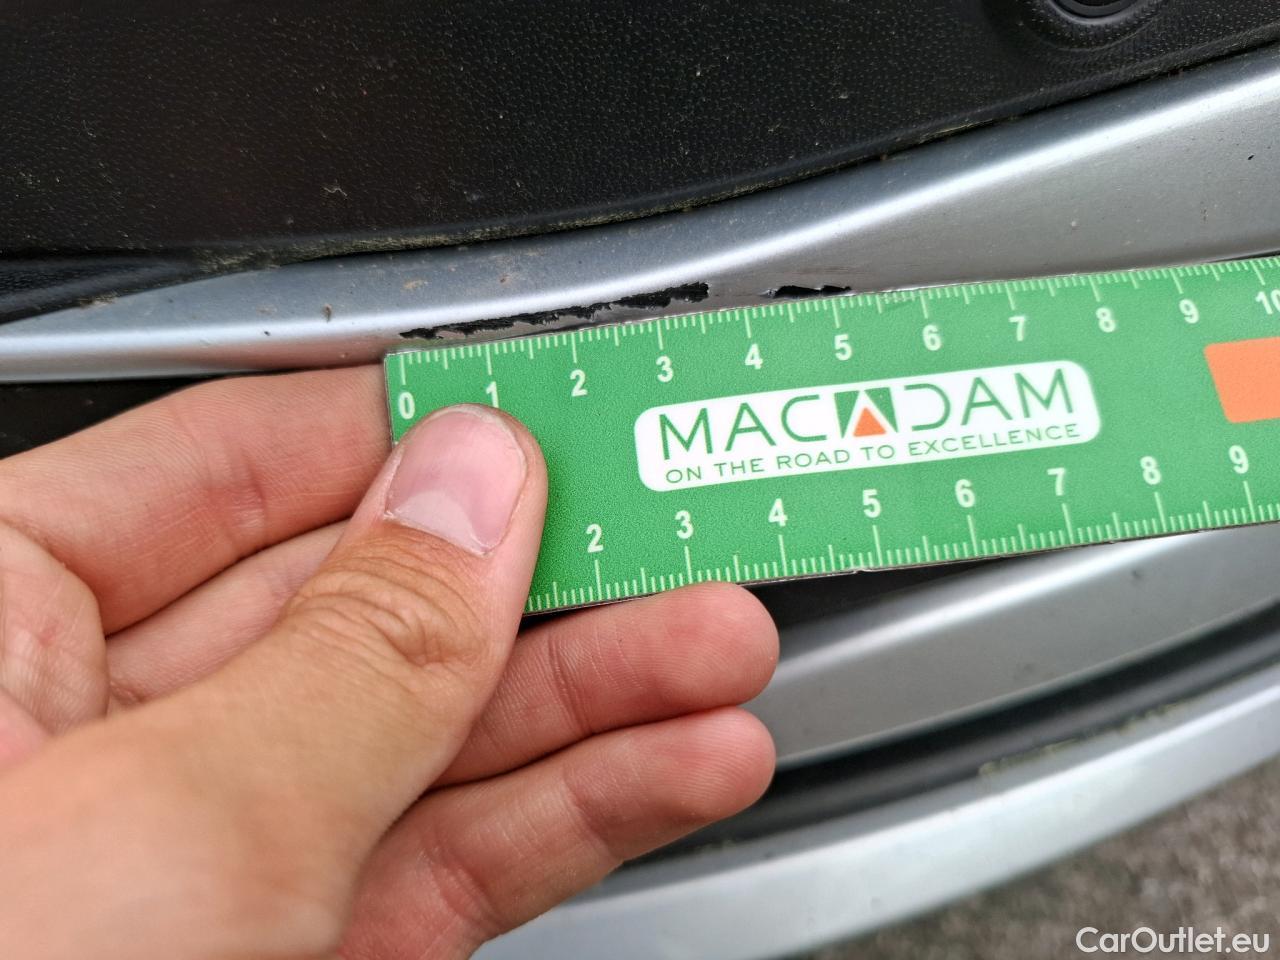 0 1 2 3 4 5 6 7 8 9 10
MACADAM
ON THE ROAD TO EXCELLENCE
2 3 4 5 6 7 8 9
CarOutlet.eu